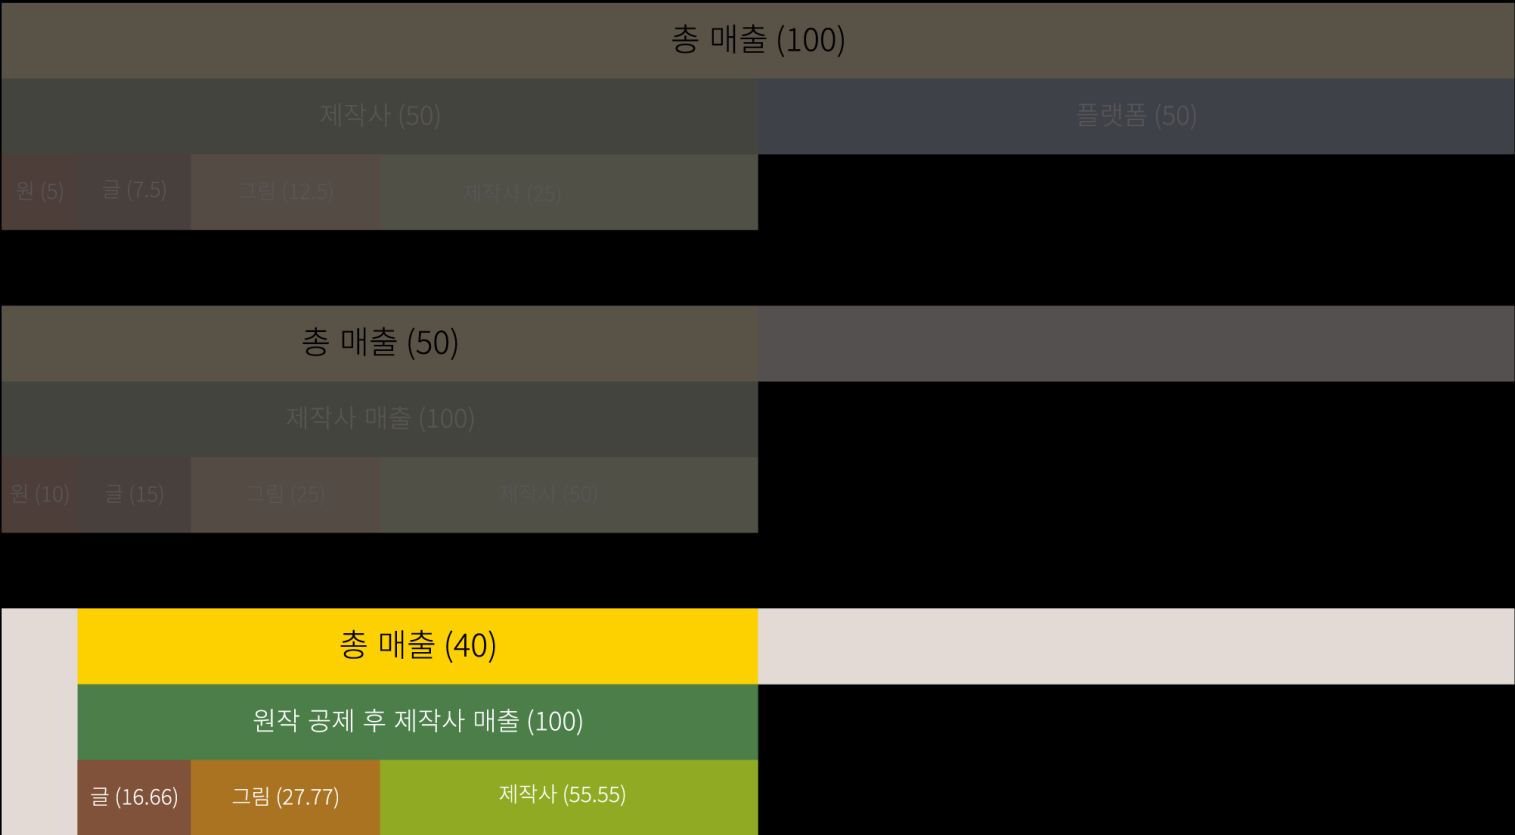 총 매출 (100)
제작사 (50)
플랫폼 (50)
원 (5)
글 (7.5)
그림 (12.5)
제작사 (25)
총 매출 (50)
제작사 매출 (100)
원 (10)
글 (15)
그림 (25)
제작사 (50)
총 매출 (40)
원작 공제 후 제작사 매출 (100)
글 (16.66)
그림 (27.77)
제작사 (55.55)